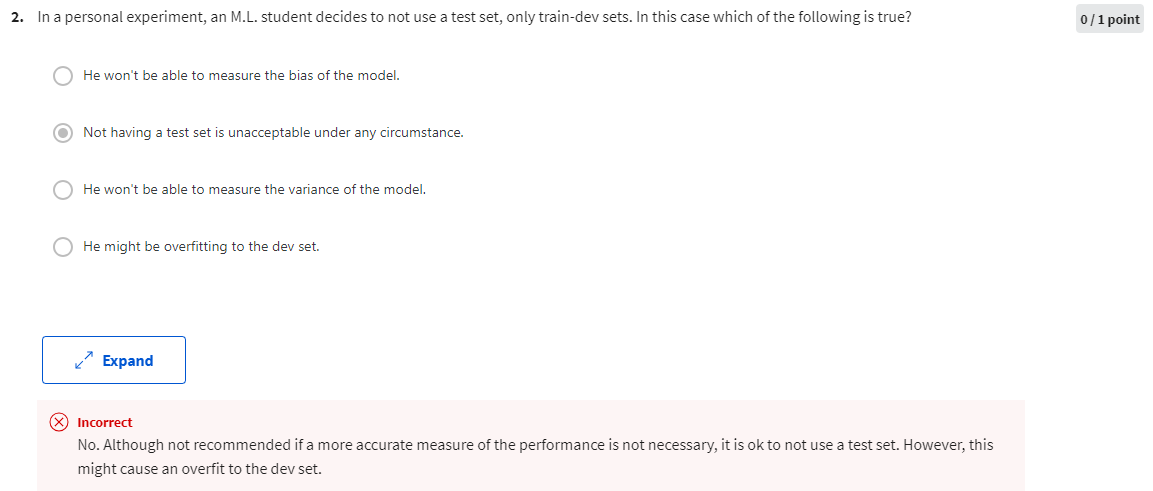 2. In a personal experiment, an M.L. student decides to not use a test set, only train-dev sets. In this case which of the following is true?
0 / 1 point
He won't be able to measure the bias of the model.
Not having a test set is unacceptable under any circumstance.
He won't be able to measure the variance of the model.
He might be overfitting to the dev set.
Expand
Incorrect
No. Although not recommended if a more accurate measure of the performance is not necessary, it is ok to not use a test set. However, this
might cause an overfit to the dev set.